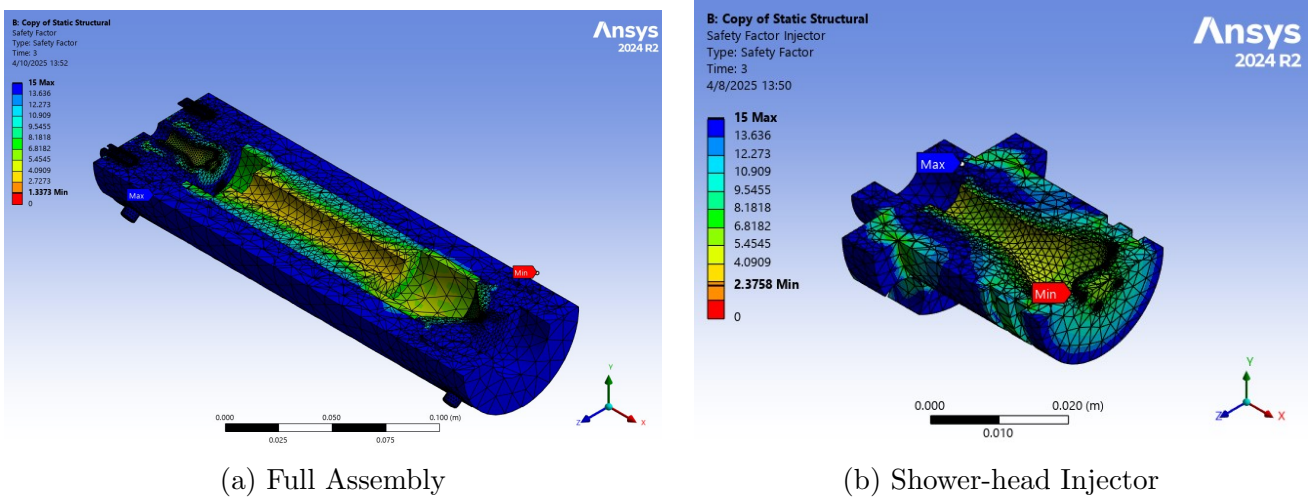 B: Copy of Static Structural
Safety Factor
Type: Safety Factor
Time: 3
4/10/2025 13:52
15 Max
13.636
12.273
10.909
9.5455
8.1818
6.8182
5.4545
4.0909
2.7273
1.3373 Min
0
Ansys
2024 R2
Max
Min
0.000 0.050 0.100 (m)
0.025 0.075
Y
Z X
(a) Full Assembly
B: Copy of Static Structural
Safety Factor Injector
Type: Safety Factor
Time: 3
4/8/2025 13:50
15 Max
13.636
12.273
10.909
9.5455
8.1818
6.8182
5.4545
4.0909
2.3758 Min
0
Ansys
2024 R2
Max
Min
0.000 0.020 (m)
0.010
Y
Z X
(b) Shower-head Injector